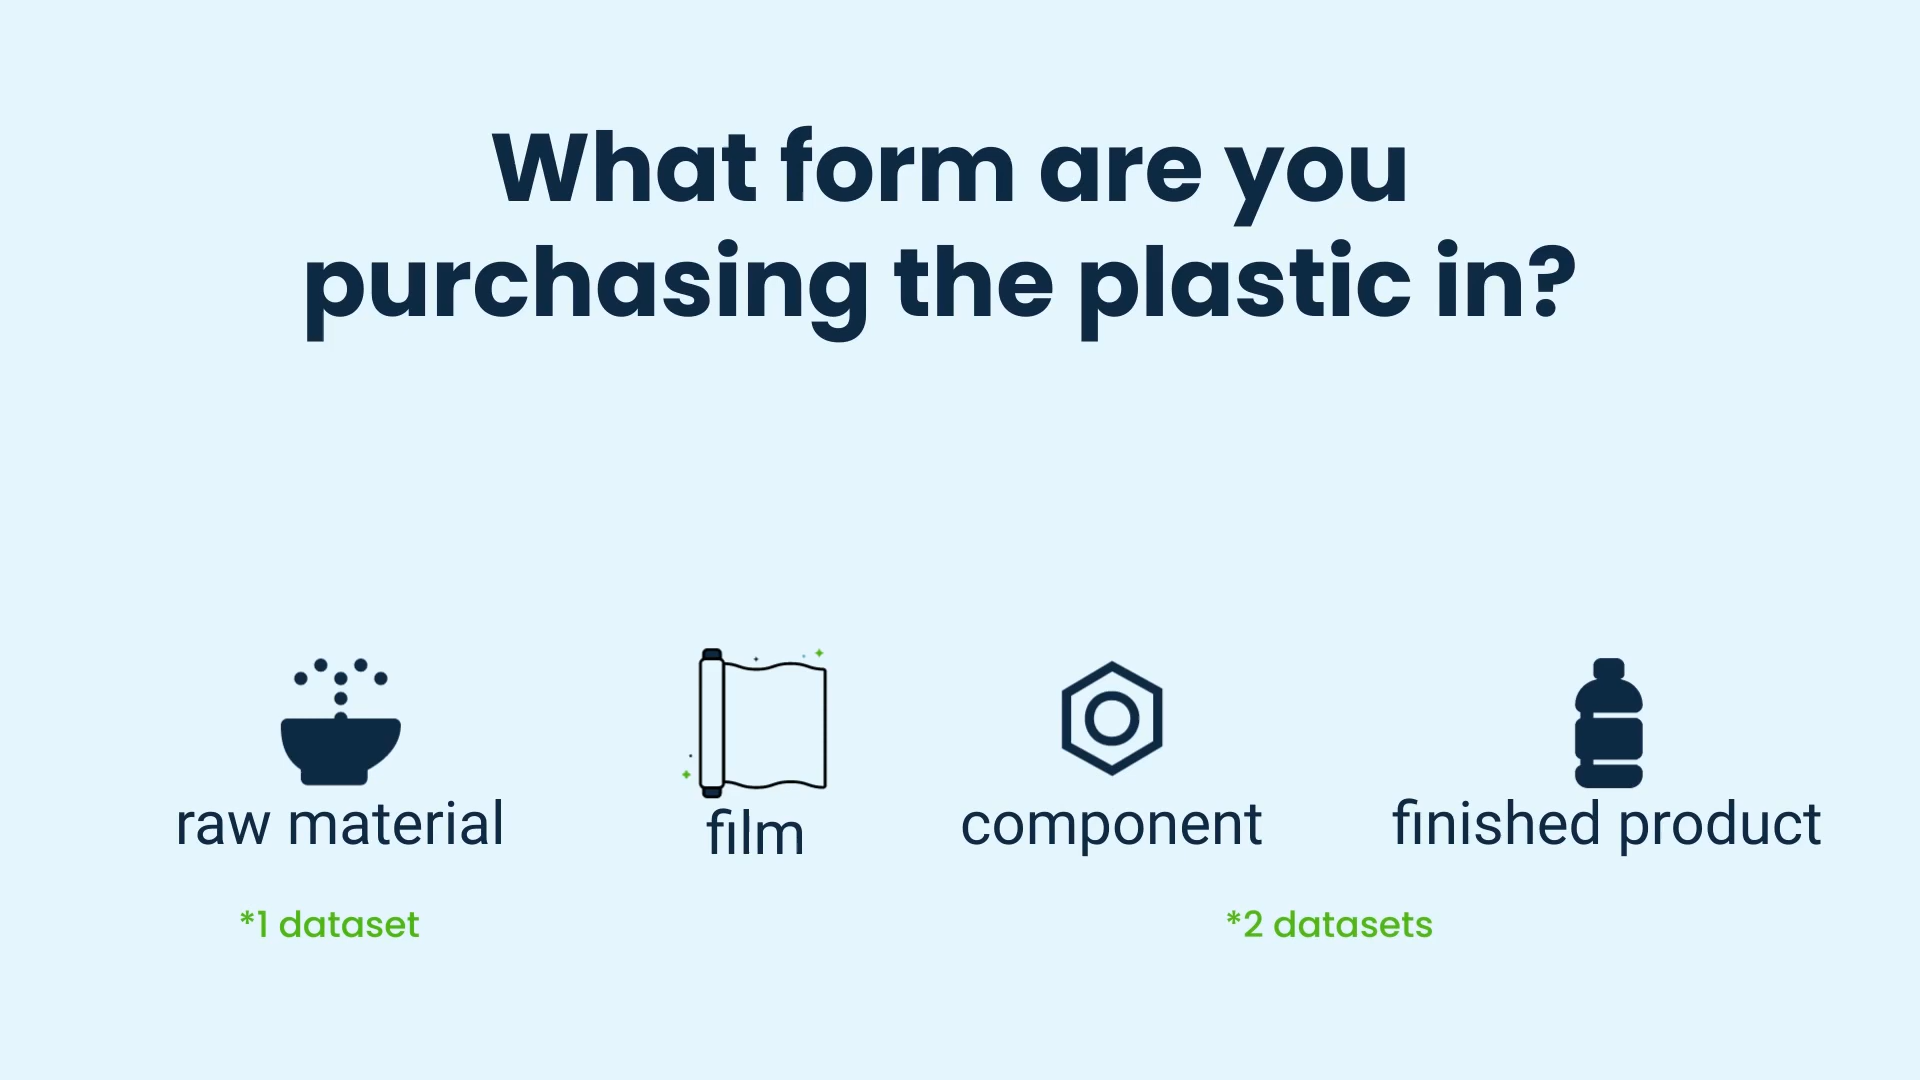 What form are you
purchasing the plastic in?
raw material
film
component
finished product
*1 dataset
*2 datasets